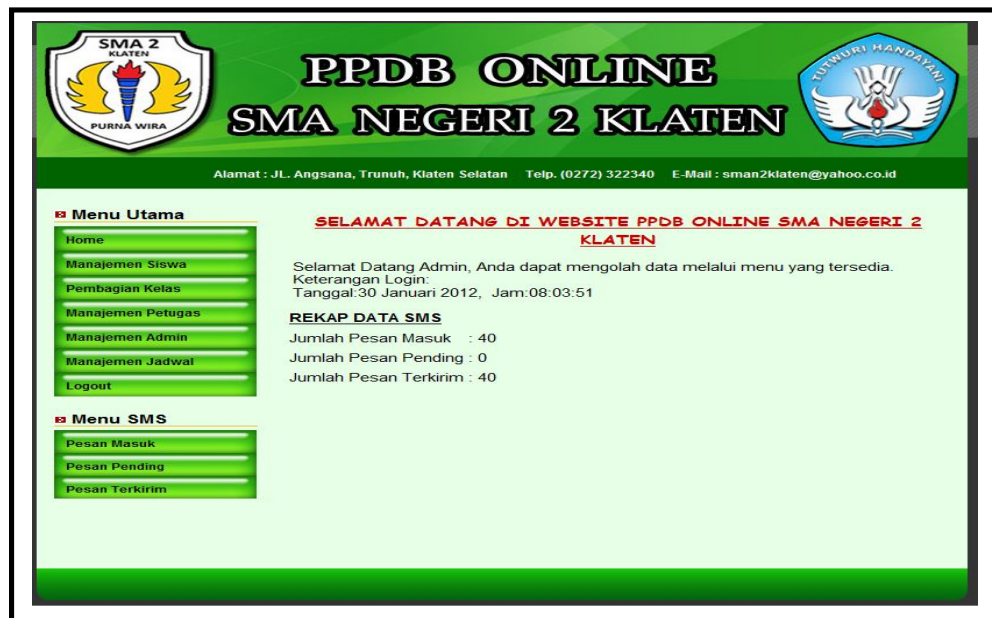 SMA 2
KLATEN
PURNA WIRA
PPDB ONLINE
SMA NEGERI 2 KLATEN
TUTWURI HANDAYANI
Alamat : JL. Angsana, Trunuh, Klaten Selatan Telp. (0272) 322340 E-Mail : sman2klaten@yahoo.co.id
Menu Utama
Home
Manajemen Siswa
Pembagian Kelas
Manajemen Petugas
Manajemen Admin
Manajemen Jadwal
Logout
Menu SMS
Pesan Masuk
Pesan Pending
Pesan Terkirim
SELAMAT DATANG DI WEBSITE PPDB ONLINE SMA NEGERI 2
KLATEN
Selamat Datang Admin, Anda dapat mengolah data melalui menu yang tersedia.
Keterangan Login:
Tanggal:30 Januari 2012, Jam:08:03:51
REKAP DATA SMS
Jumlah Pesan Masuk : 40
Jumlah Pesan Pending : 0
Jumlah Pesan Terkirim : 40